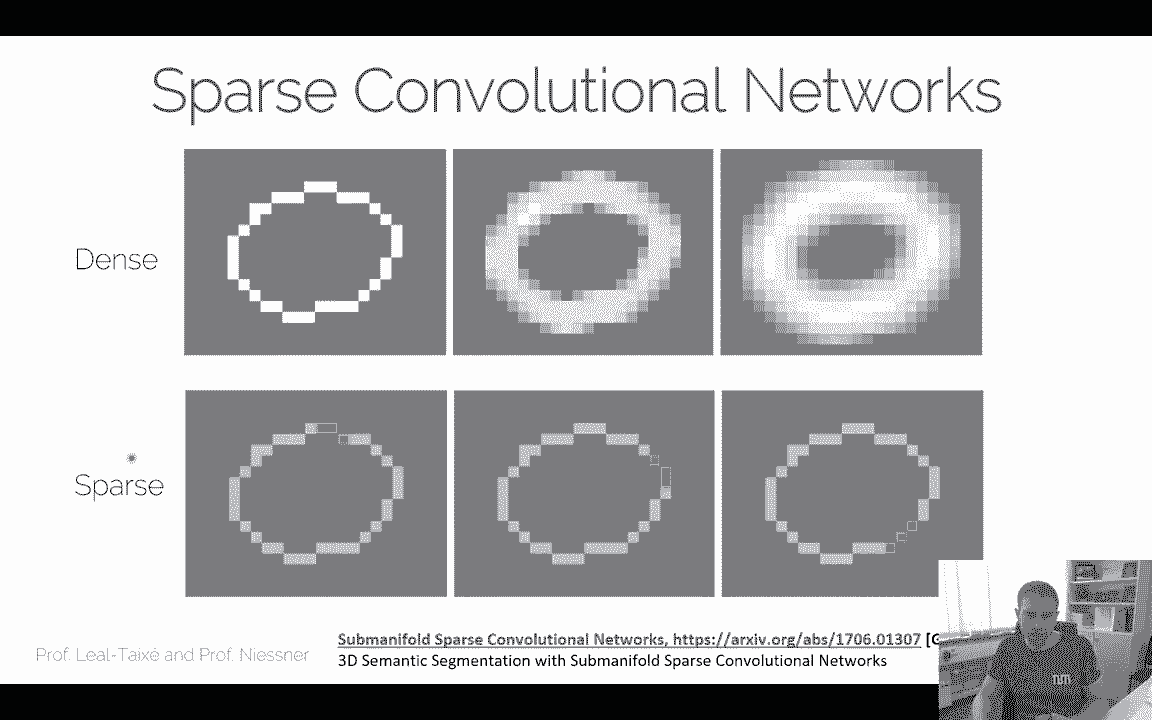 Sparse Convolutional Networks
Dense
Sparse
Submanifold Sparse Convolutional Networks, https://arxiv.org/abs/1706.01307 [G
Prof. Leal-Taixé and Prof. Niessner
3D Semantic Segmentation with Submanifold Sparse Convolutional Networks